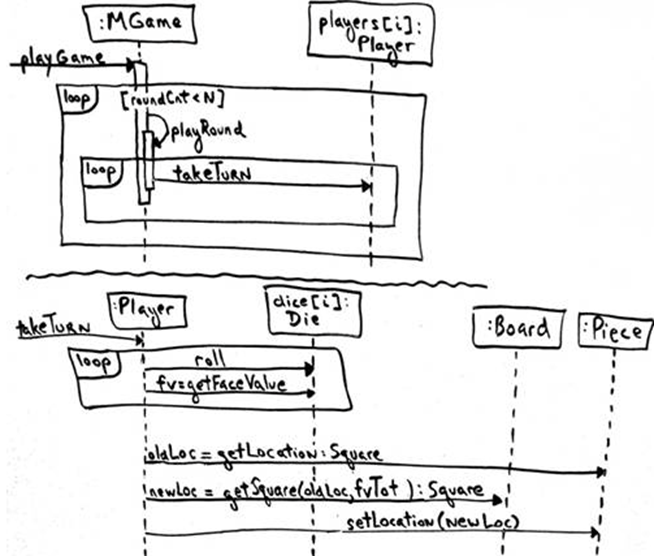 :MGame
players[i]:
Player
playGame
loop
[roundCnt<N]
playRound
loop
takeTURN
:Player
dice[i]:
Die
:Board
:Piece
takeTURN
loop
roll
fv=getFaceValue
oldLoc = getLocation:Square
newLoc = getSquare(oldLoc,fvTot):Square
setLocation(newLoc)